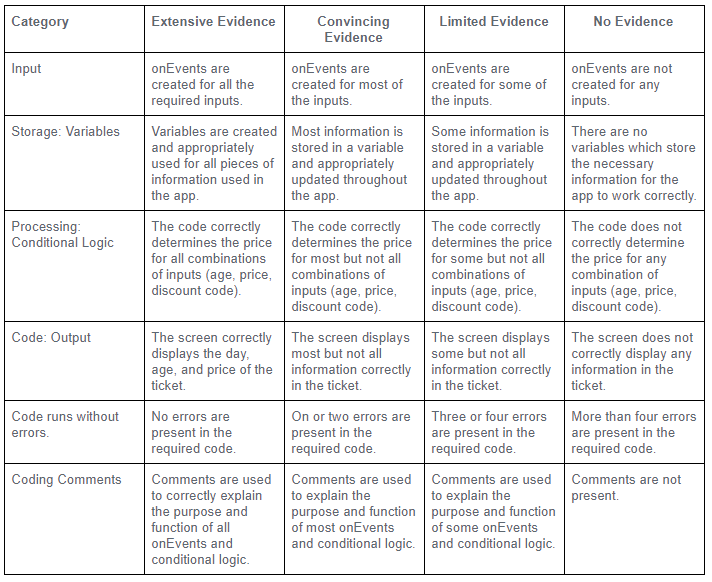 Category
Extensive Evidence
Convincing
Evidence
Limited Evidence
No Evidence
Input
onEvents are
created for all the
required inputs.
onEvents are
created for most of
the inputs.
onEvents are
created for some of
the inputs.
onEvents are not
created for any
inputs.
Storage: Variables
Variables are created
and appropriately
used for all pieces of
information used in
the app.
Most information is
stored in a variable
and appropriately
updated throughout
the app.
Some information is
stored in a variable
and appropriately
updated throughout
the app.
There are no
variables which store
the necessary
information for the
app to work correctly.
Processing:
Conditional Logic
The code correctly
determines the price
for all combinations
of inputs (age, price,
discount code).
The code correctly
determines the price
for most but not all
combinations of
inputs (age, price,
discount code).
The code correctly
determines the price
for some but not all
combinations of
inputs (age, price,
discount code).
The code does not
correctly determine
the price for any
combination of
inputs (age, price,
discount code).
Code: Output
The screen correctly
displays the day,
age, and price of the
ticket.
The screen displays
most but not all
information correctly
in the ticket.
The screen displays
some but not all
information correctly
in the ticket.
The screen does not
correctly display any
information in the
ticket.
Code runs without
errors.
No errors are
present in the
required code.
On or two errors are
present in the
required code.
Three or four errors
are present in the
required code.
More than four errors
are present in the
required code.
Coding Comments
Comments are used
to correctly explain
the purpose and
function of all
onEvents and
conditional logic.
Comments are used
to explain the
purpose and function
of most onEvents
and conditional logic.
Comments are used
to explain the
purpose and function
of some onEvents
and conditional logic.
Comments are not
present.